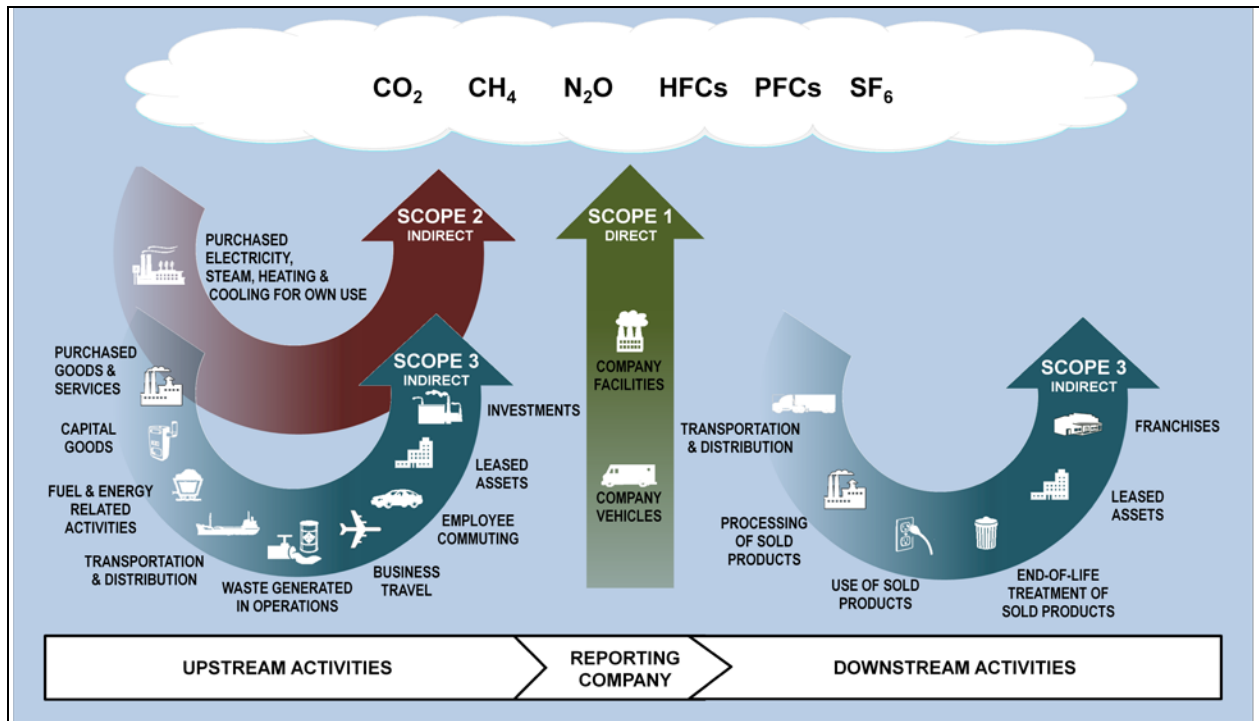 CO₂ CH₄ N₂O HFCs PFCs SF₆
SCOPE 2
INDIRECT
PURCHASED
ELECTRICITY,
STEAM, HEATING &
COOLING FOR OWN USE
SCOPE 3
INDIRECT
PURCHASED
GOODS &
SERVICES
CAPITAL
GOODS
FUEL & ENERGY
RELATED
ACTIVITIES
TRANSPORTATION
& DISTRIBUTION
WASTE GENERATED
IN OPERATIONS
BUSINESS
TRAVEL
EMPLOYEE
COMMUTING
LEASED
ASSETS
INVESTMENTS
SCOPE 1
DIRECT
COMPANY
FACILITIES
COMPANY
VEHICLES
SCOPE 3
INDIRECT
TRANSPORTATION
& DISTRIBUTION
PROCESSING
OF SOLD
PRODUCTS
USE OF SOLD
PRODUCTS
END-OF-LIFE
TREATMENT OF
SOLD PRODUCTS
LEASED
ASSETS
FRANCHISES
UPSTREAM ACTIVITIES
REPORTING
COMPANY
DOWNSTREAM ACTIVITIES